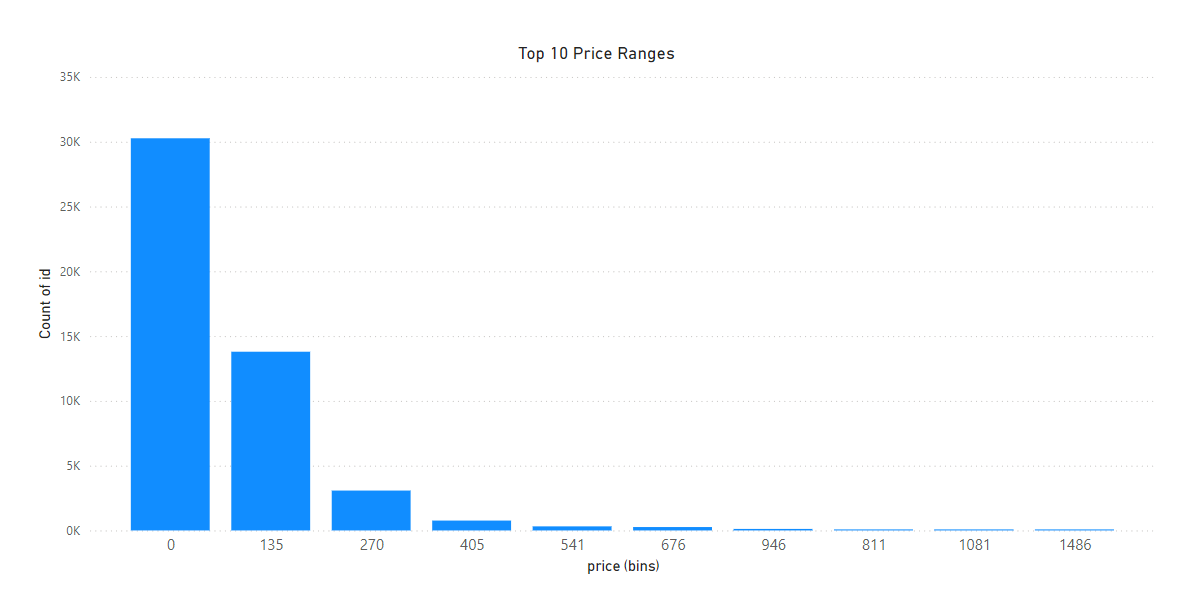 Top 10 Price Ranges
35K
30K
25K
20K
15K
10K
5K
0K
Count of id
0 135 270 405 541 676 946 811 1081 1486
price (bins)